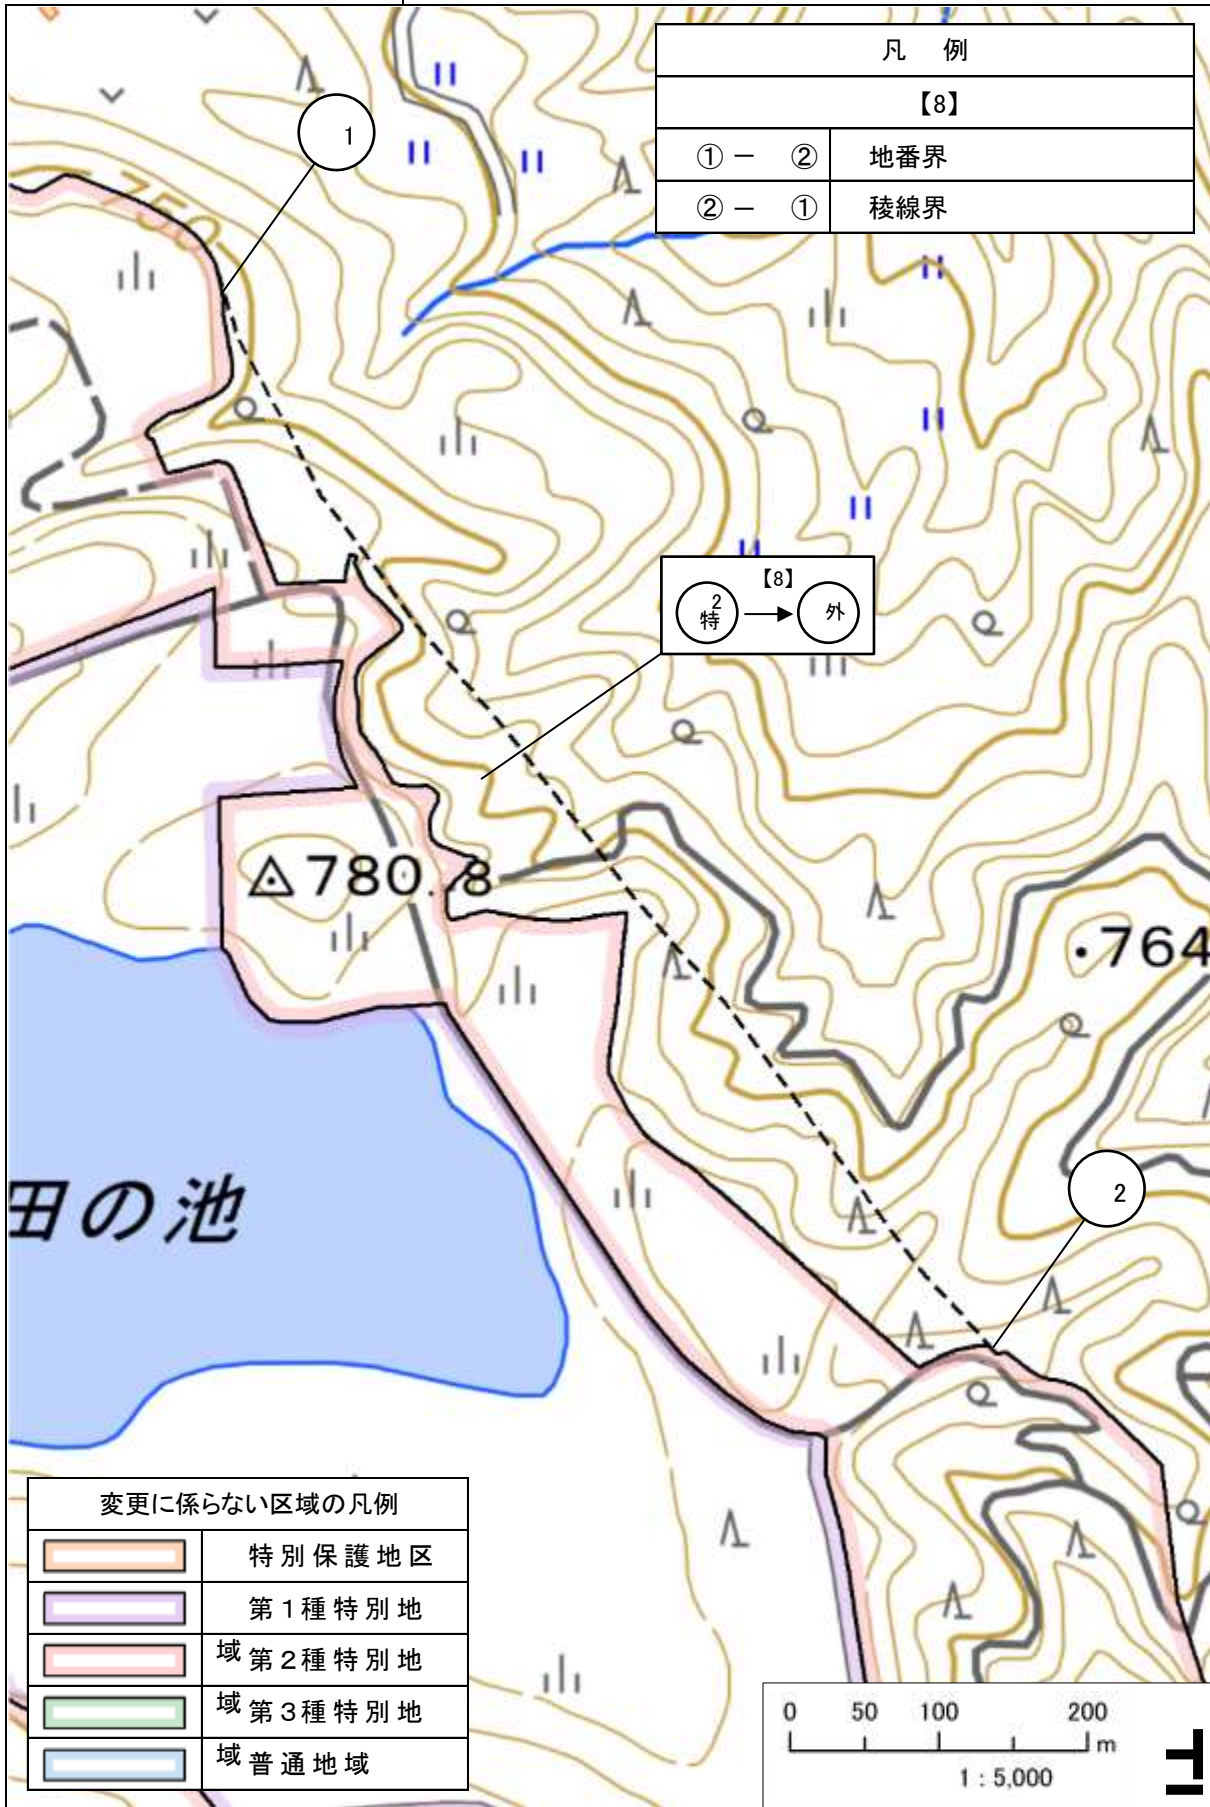 凡 例
【8】
① － ② 地番界
② － ① 稜線界
1
750
【8】
2
特
外
780.8
764
田の池
2
変更に係らない区域の凡例
特別保護地区
第1種特別地
域 第2種特別地
域 第3種特別地
域 普通地域
0 50 100 200
m
1 : 5,000